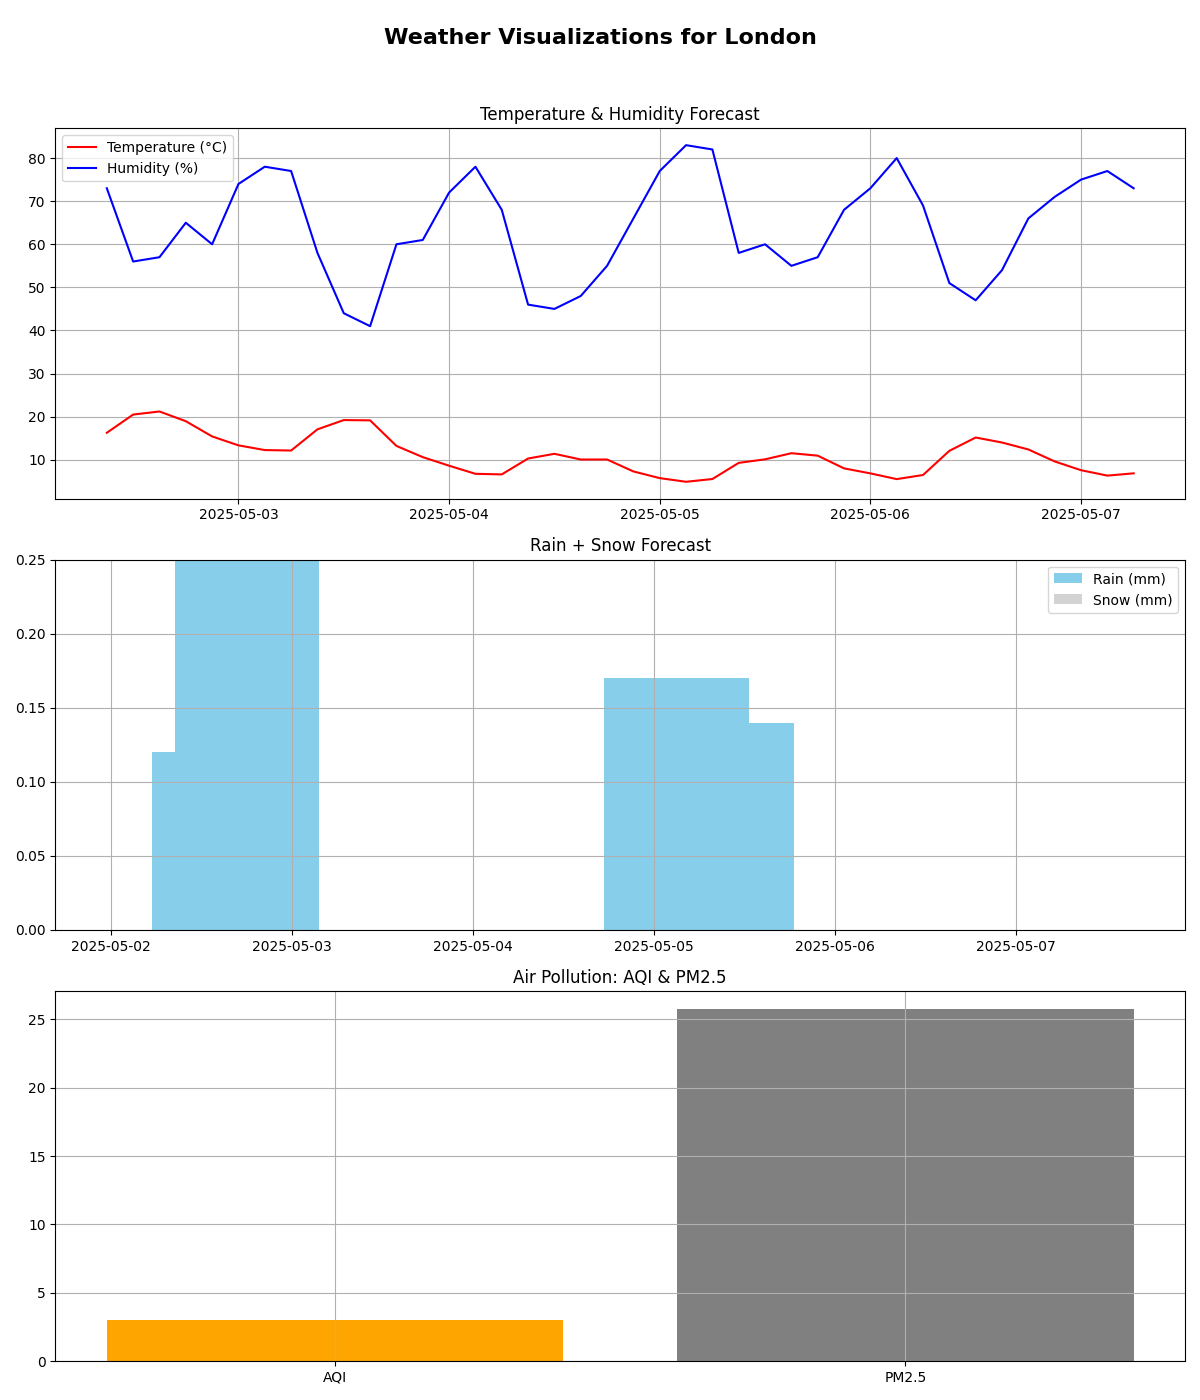 Weather Visualizations for London
Temperature & Humidity Forecast
Temperature (°C)
Humidity (%)
80
70
60
50
40
30
20
10
2025-05-03 2025-05-04 2025-05-05 2025-05-06 2025-05-07
Rain + Snow Forecast
Rain (mm)
Snow (mm)
0.25
0.20
0.15
0.10
0.05
0.00
2025-05-02 2025-05-03 2025-05-04 2025-05-05 2025-05-06 2025-05-07
Air Pollution: AQI & PM2.5
25
20
15
10
5
0
AQI PM2.5